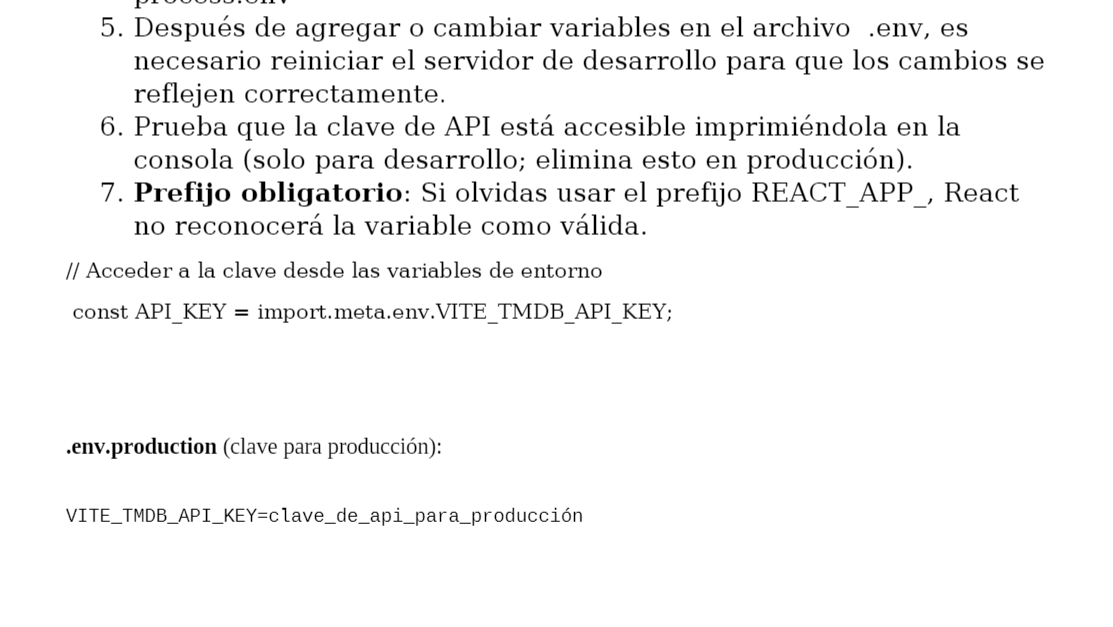 process.env
5. Después de agregar o cambiar variables en el archivo .env, es
necesario reiniciar el servidor de desarrollo para que los cambios se
reflejen correctamente.
6. Prueba que la clave de API está accesible imprimiéndola en la
consola (solo para desarrollo; elimina esto en producción).
7. Prefijo obligatorio: Si olvidas usar el prefijo REACT_APP_, React
no reconocerá la variable como válida.
// Acceder a la clave desde las variables de entorno
const API_KEY = import.meta.env.VITE_TMDB_API_KEY;
.env.production (clave para producción):
VITE_TMDB_API_KEY=clave_de_api_para_producción